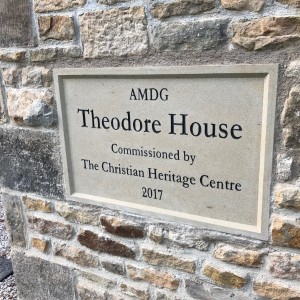 AMDG
Theodore House
Commissioned by
The Christian Heritage Centre
2017